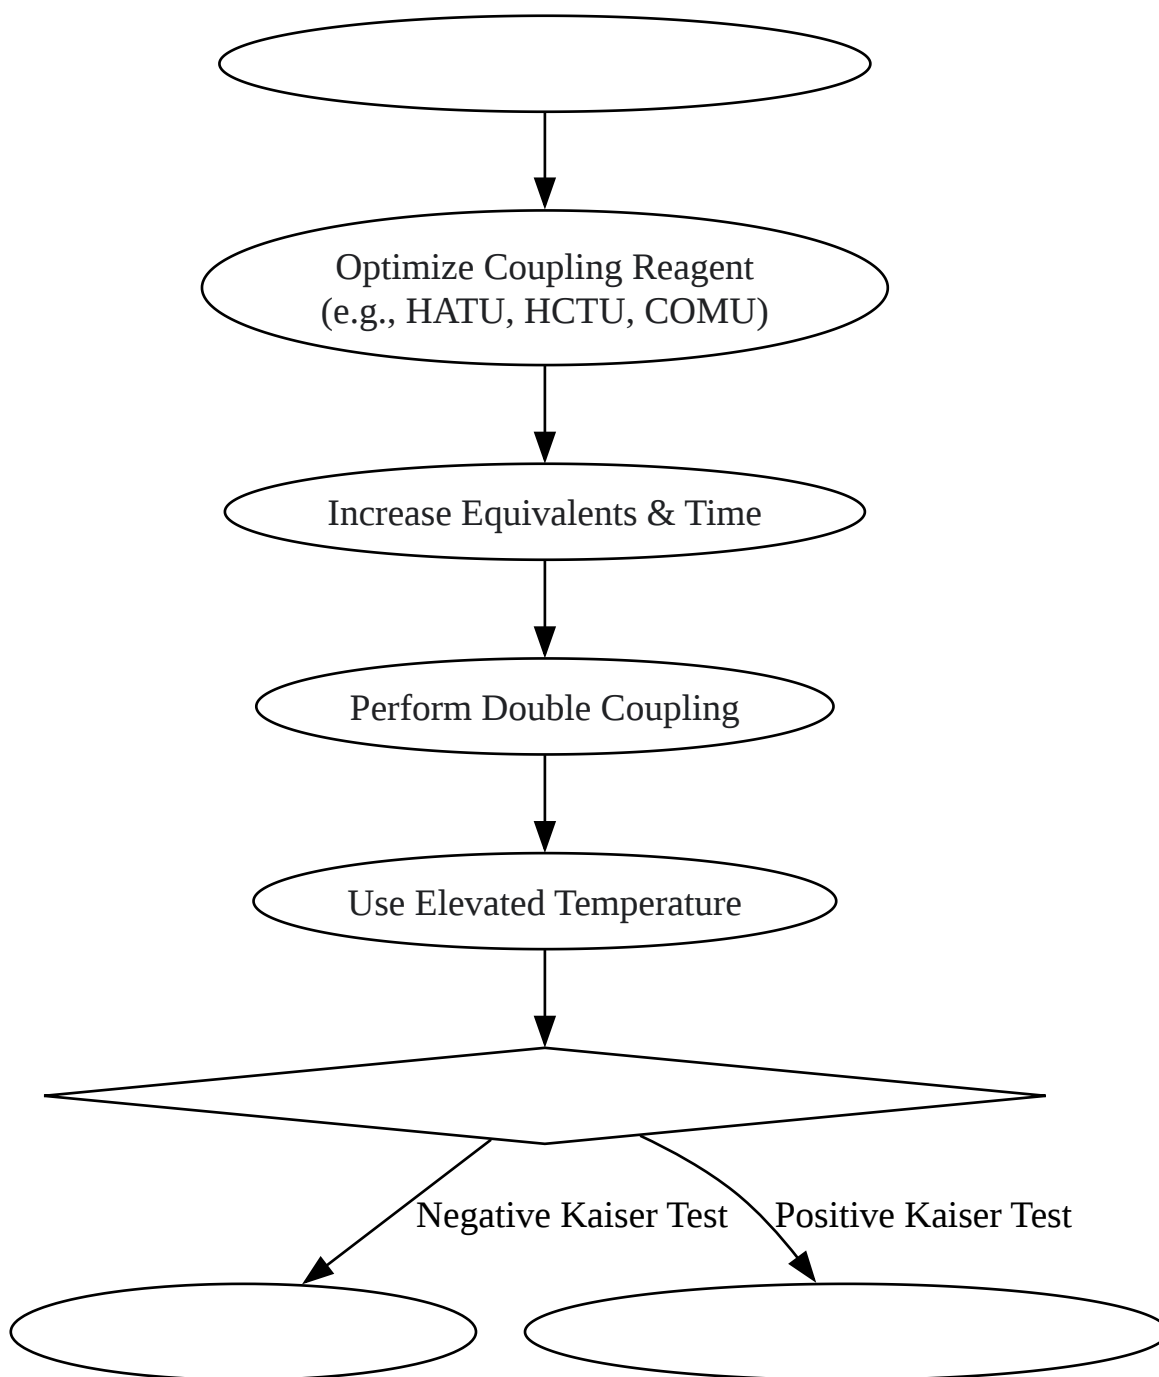 Optimize Coupling Reagent
(e.g., HATU, HCTU, COMU)
Increase Equivalents & Time
Perform Double Coupling
Use Elevated Temperature
Negative Kaiser Test
Positive Kaiser Test